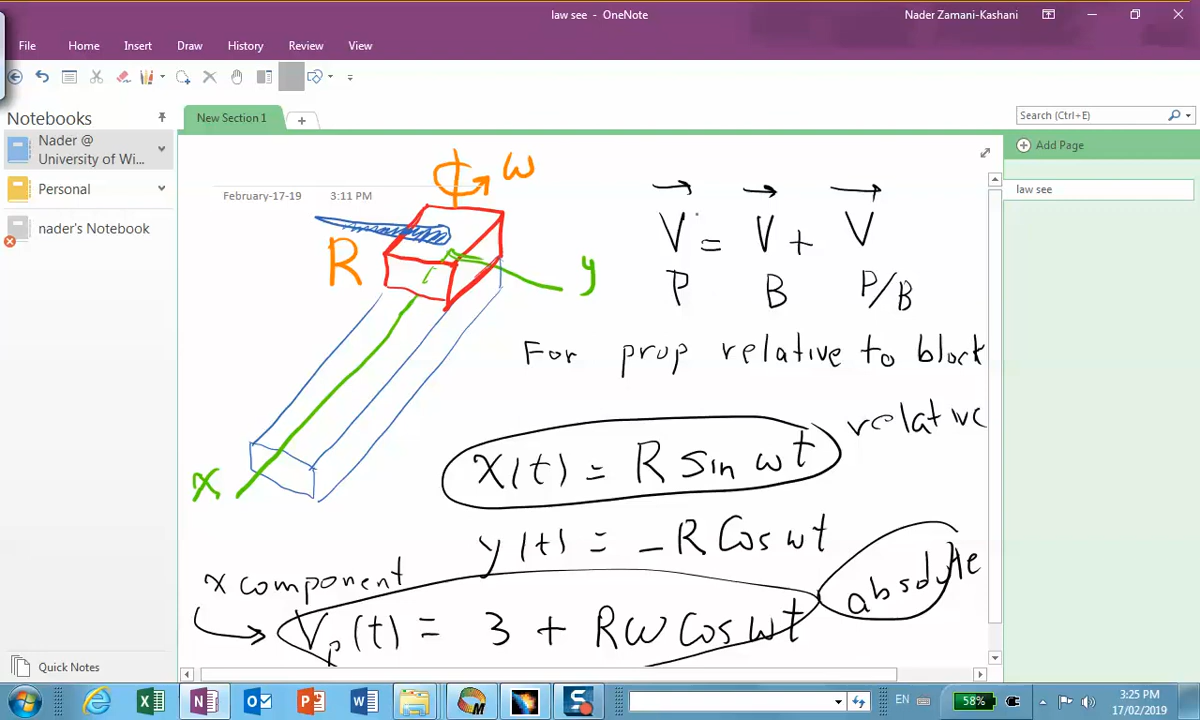 law see - OneNote
Nader Zamani-Kashani
File Home Insert Draw History Review View
Notebooks
New Section 1
Search (Ctrl+E)
Nader @
University of Wi...
Add Page
Personal
law see
nader's Notebook
February-17-19 3:11 PM
ω
R
y
x
V = V + V
P B P/B
For prop relative to block
relative
x(t) = R sin ωt
y(t) = -R Cos ωt
x component
absolute
Vp(t) = 3 + Rω Cos ωt
Quick Notes
EN
58%
3:25 PM
17/02/2019